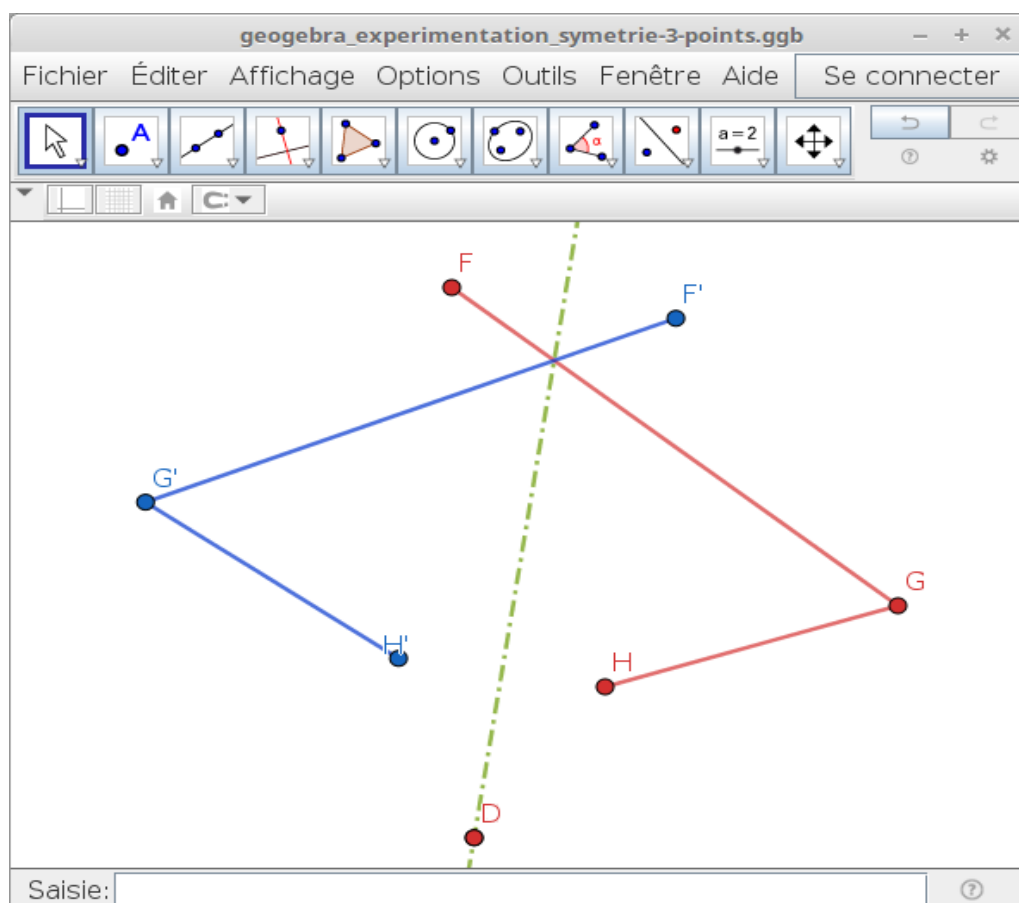 geogebra_experimentation_symetrie-3-points.ggb
Fichier Éditer Affichage Options Outils Fenêtre Aide Se connecter
A
α
a=2
F
F'
G'
G
H'
H
D
Saisie: